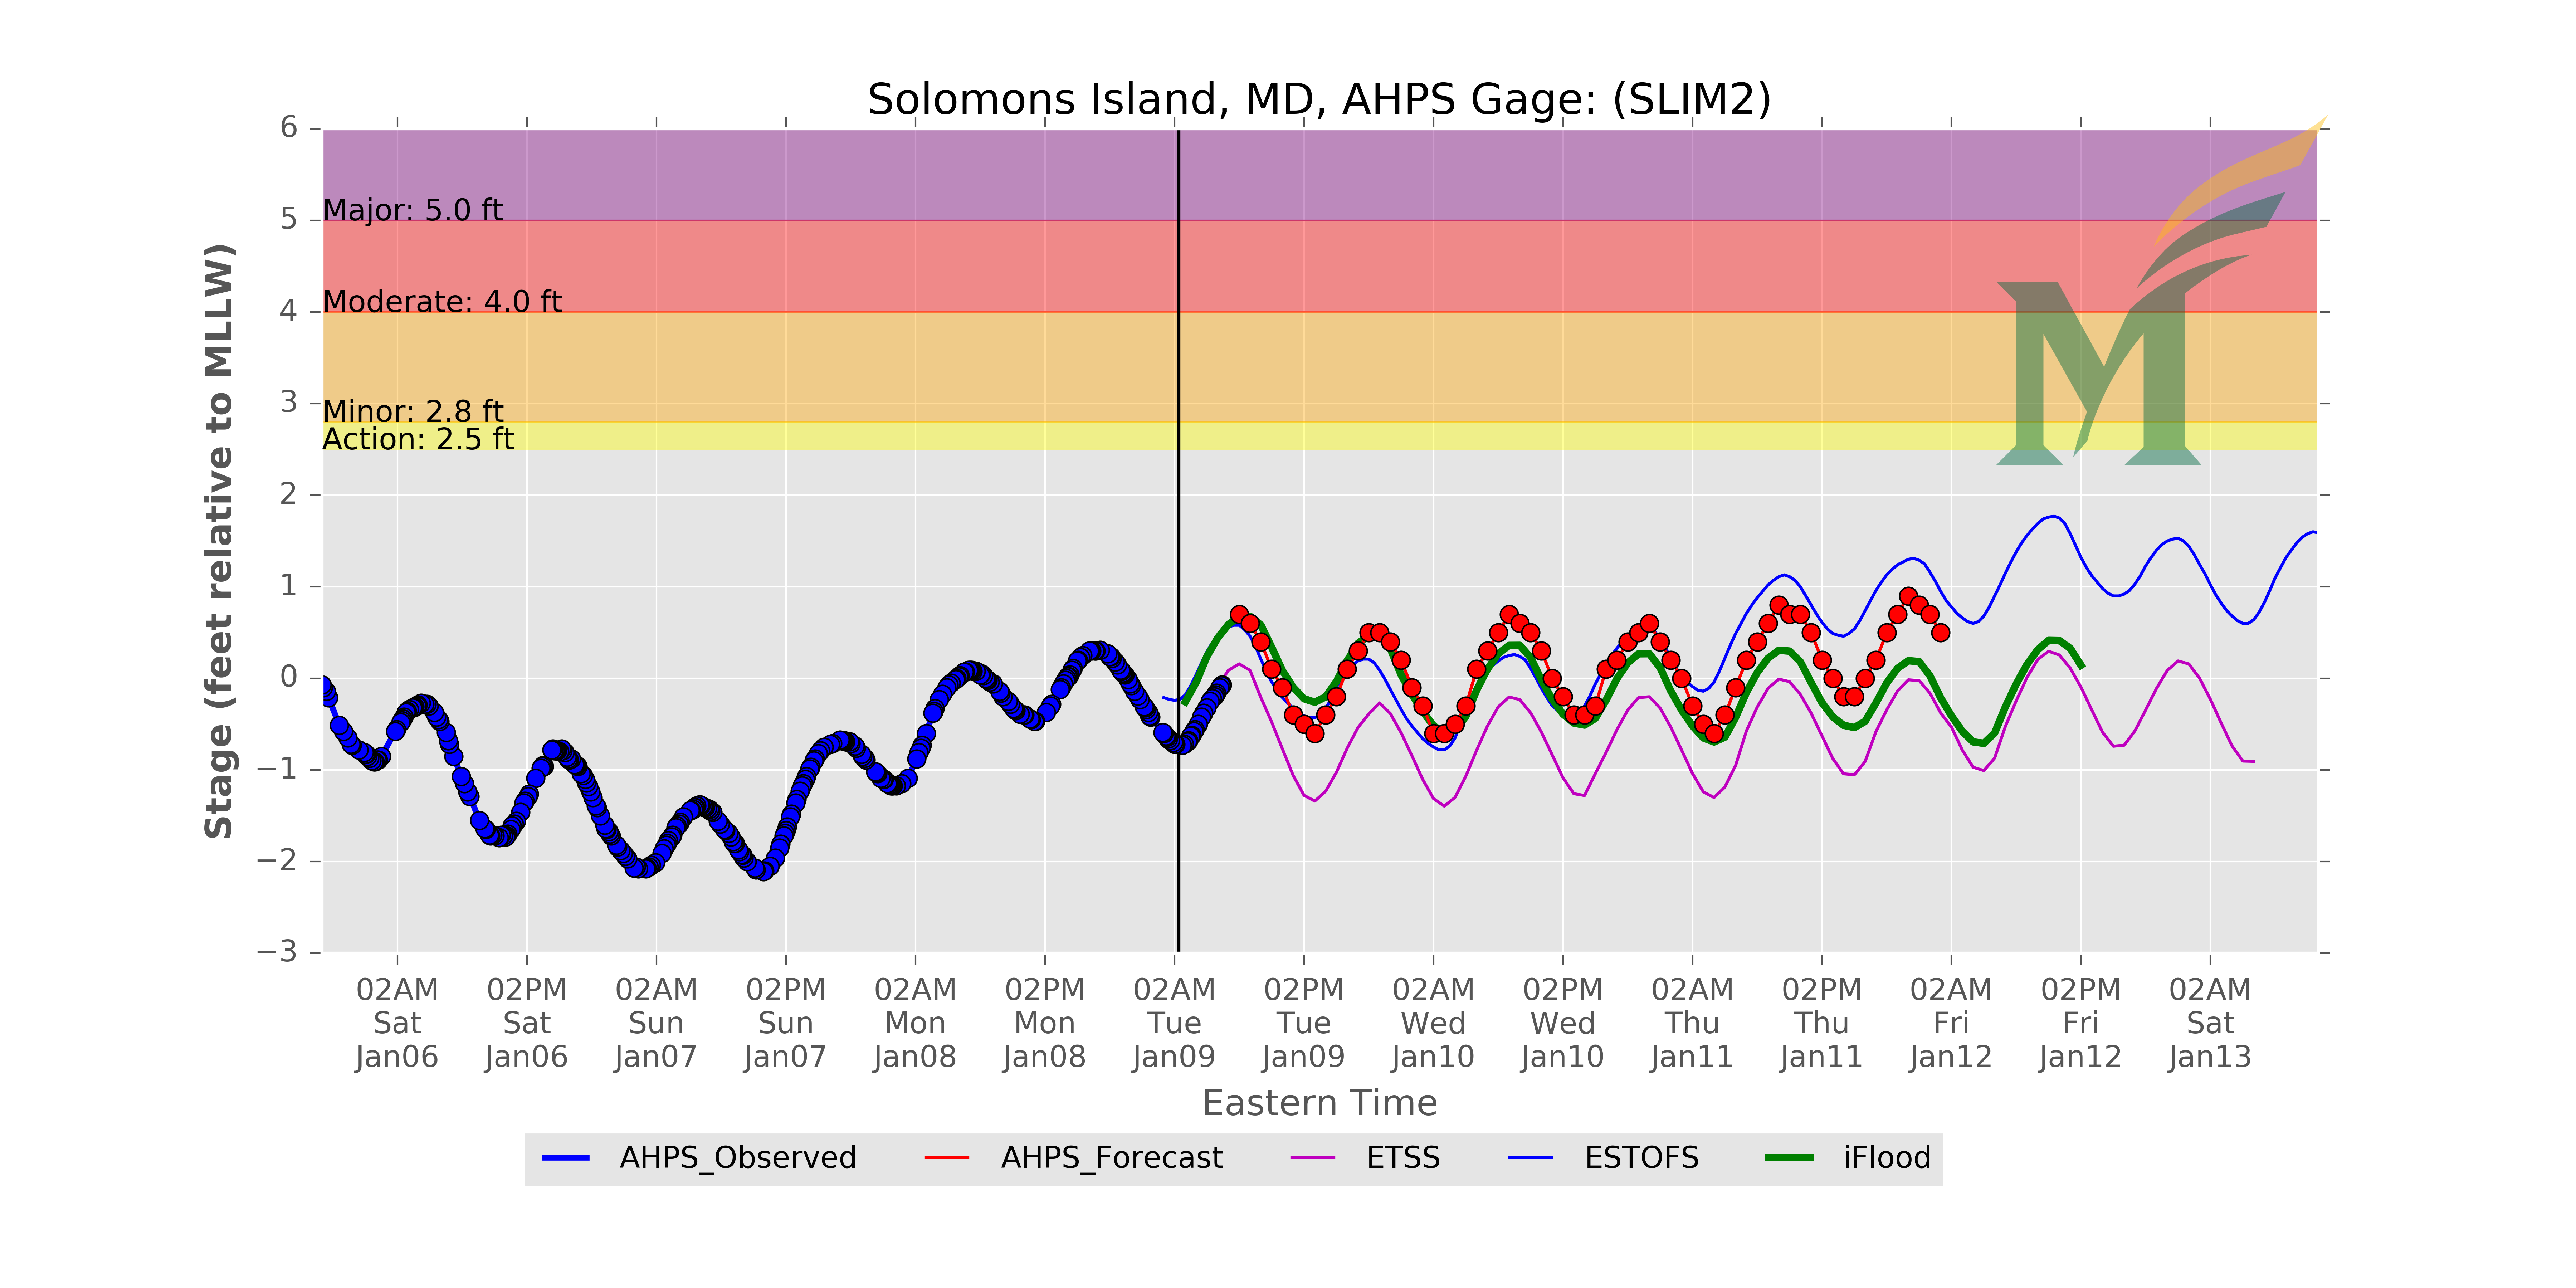 Solomons Island, MD, AHPS Gage: (SLIM2)
Stage (feet relative to MLLW)
6
5
4
3
2
1
0
−1
−2
−3
Major: 5.0 ft
Moderate: 4.0 ft
Minor: 2.8 ft
Action: 2.5 ft
M
02AM 02PM 02AM 02PM 02AM 02PM 02AM 02PM 02AM 02PM 02AM 02PM 02AM 02PM 02AM
Sat Sat Sun Sun Mon Mon Tue Tue Wed Wed Thu Thu Fri Fri Sat
Jan06 Jan06 Jan07 Jan07 Jan08 Jan08 Jan09 Jan09 Jan10 Jan10 Jan11 Jan11 Jan12 Jan12 Jan13
Eastern Time
AHPS_Observed AHPS_Forecast ETSS ESTOFS iFlood